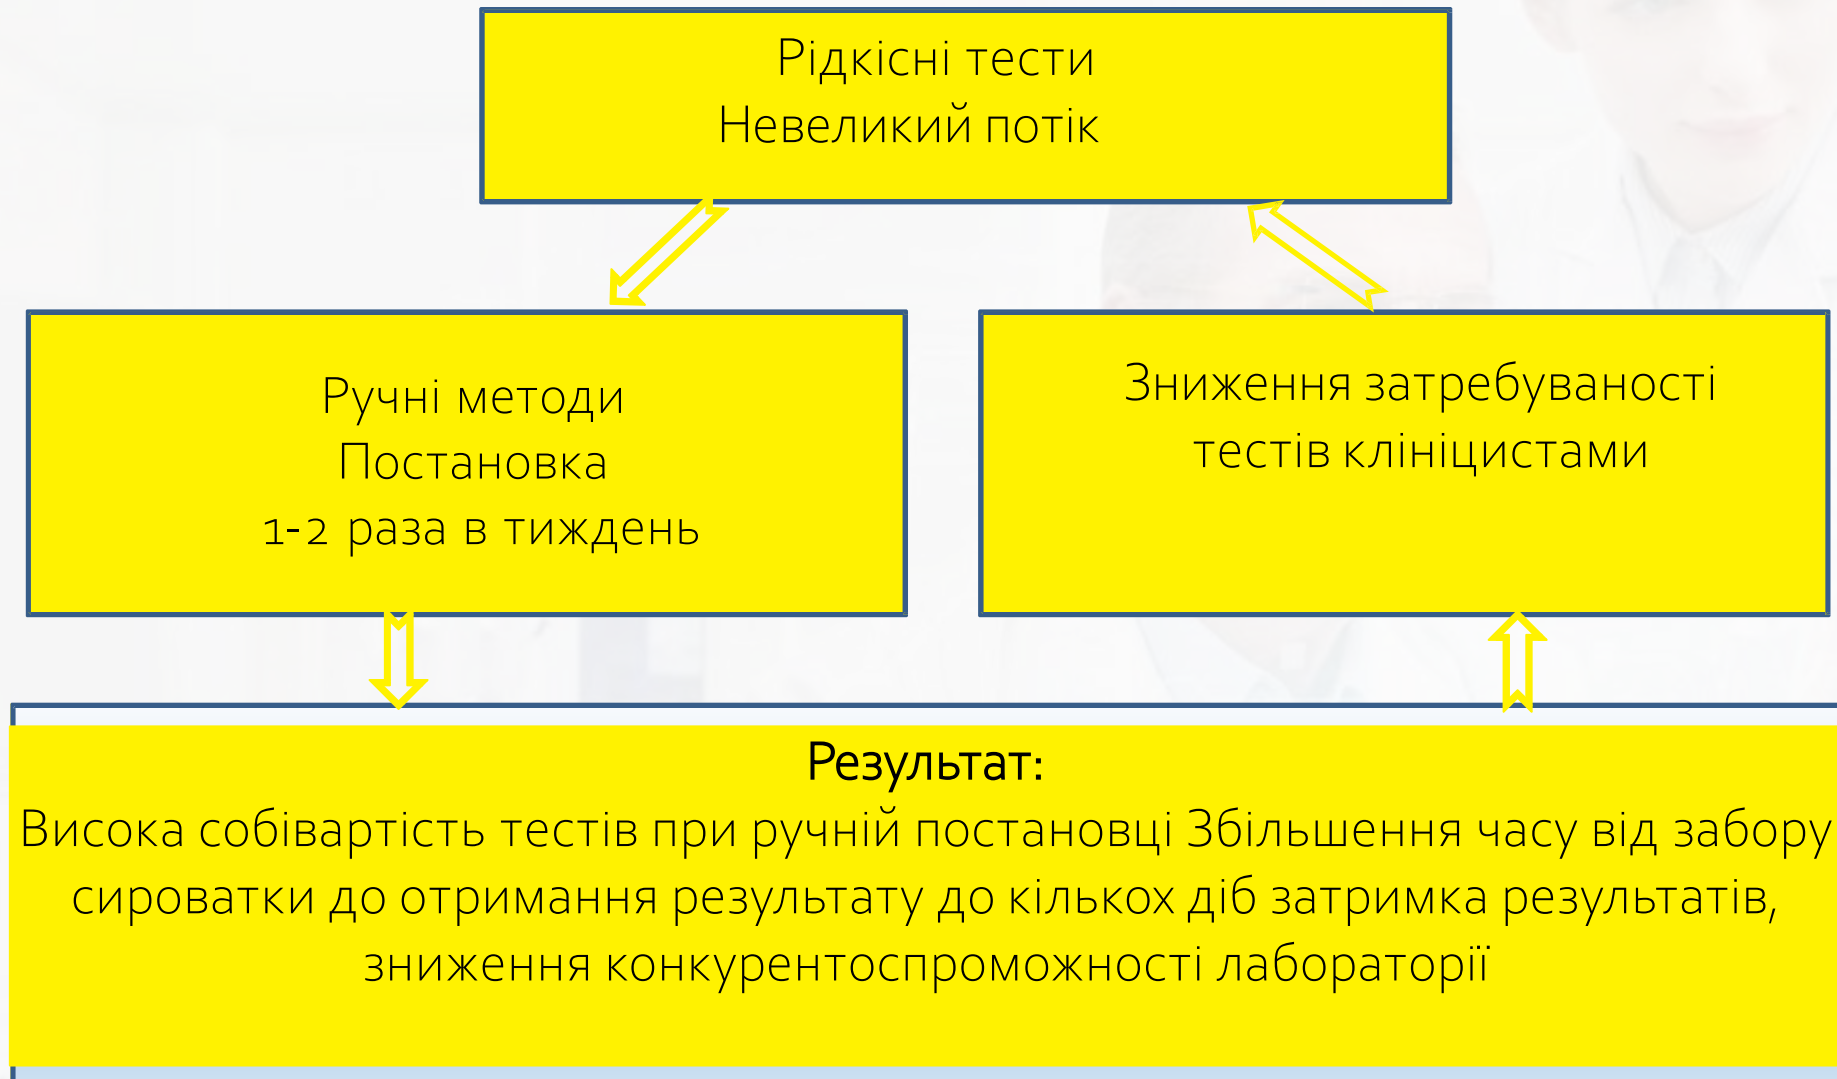 Рідкісні тести
Невеликий потік
Ручні методи
Постановка
1-2 раза в тиждень
Зниження затребуваності
тестів клініцистами
Результат:
Висока собівартість тестів при ручній постановці Збільшення часу від забору
сироватки до отримання результату до кількох діб затримка результатів,
зниження конкурентоспроможності лабораторії